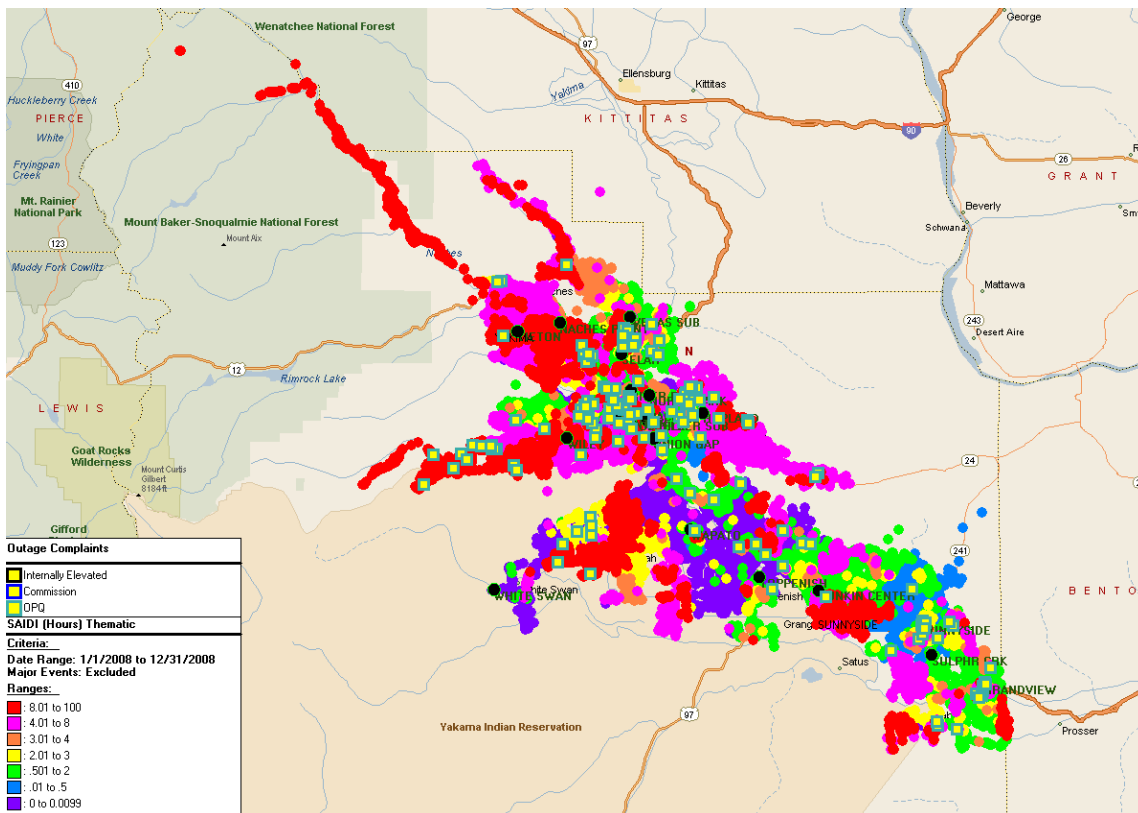 Wenatchee National Forest
George
97
Ellensburg
Kittitas
410
Huckleberry Creek
PIERCE
Yakima
KITTITAS
White
90
Fryingpan
Creek
26
GRANT
Mt. Rainier
National Park
Beverly
Mount Baker-Snoqualmie National Forest
Schwana
123
Mount Aix
Muddy Fork Cowlitz
Mattawa
243
Desert Aire
N
12
Rimrock Lake
LEWIS
UNION GAP
Goat Rocks
Wilderness
Mount Curtis
Gilbert
8184 ft
24
Gifford
241
WHITE SWAN
BENTO
Grang SUNNYSIDE
Satus
SULPHR CRK
GRANDVIEW
97
Yakama Indian Reservation
Prosser
Outage Complaints
Internally Elevated
Commission
OPQ
SAIDI (Hours) Thematic
Criteria:
Date Range: 1/1/2008 to 12/31/2008
Major Events: Excluded
Ranges:
: 8.01 to 100
: 4.01 to 8
: 3.01 to 4
: 2.01 to 3
: .501 to 2
: .01 to .5
: 0 to 0.0099